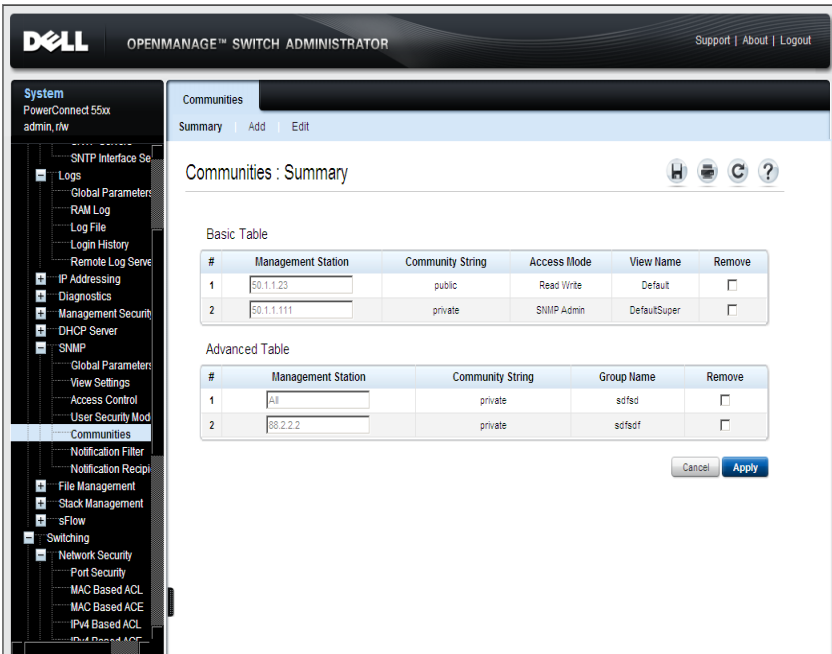 DELL
OPENMANAGE™ SWITCH ADMINISTRATOR
Support | About | Logout
System
PowerConnect 55xx
admin, r/w
SNTP Interface Se
Logs
Global Parameters
RAM Log
Log File
Login History
Remote Log Serve
IP Addressing
Diagnostics
Management Security
DHCP Server
SNMP
Global Parameters
View Settings
Access Control
User Security Mod
Communities
Notification Filter
Notification Recipi
File Management
Stack Management
sFlow
Switching
Network Security
Port Security
MAC Based ACL
MAC Based ACE
IPv4 Based ACL
IPv4 Based ACE
Communities
Summary | Add | Edit
Communities : Summary
Basic Table
# Management Station Community String Access Mode View Name Remove
1 50.1.1.23 public Read Write Default
2 50.1.1.111 private SNMP Admin DefaultSuper
Advanced Table
# Management Station Community String Group Name Remove
1 All private sdfsd
2 88.2.2.2 private sdfsdf
Cancel Apply